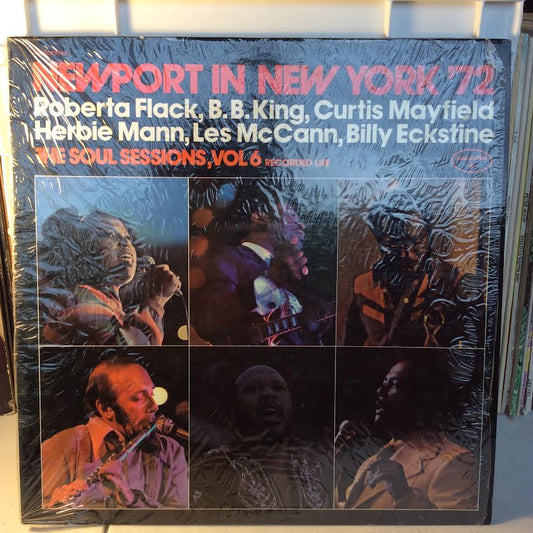 NEWPORT IN NEW YORK '72
Roberta Flack, B.B. King, Curtis Mayfield
Herbie Mann, Les McCann, Billy Eckstine
THE SOUL SESSIONS, VOL 6 RECORDED LIVE